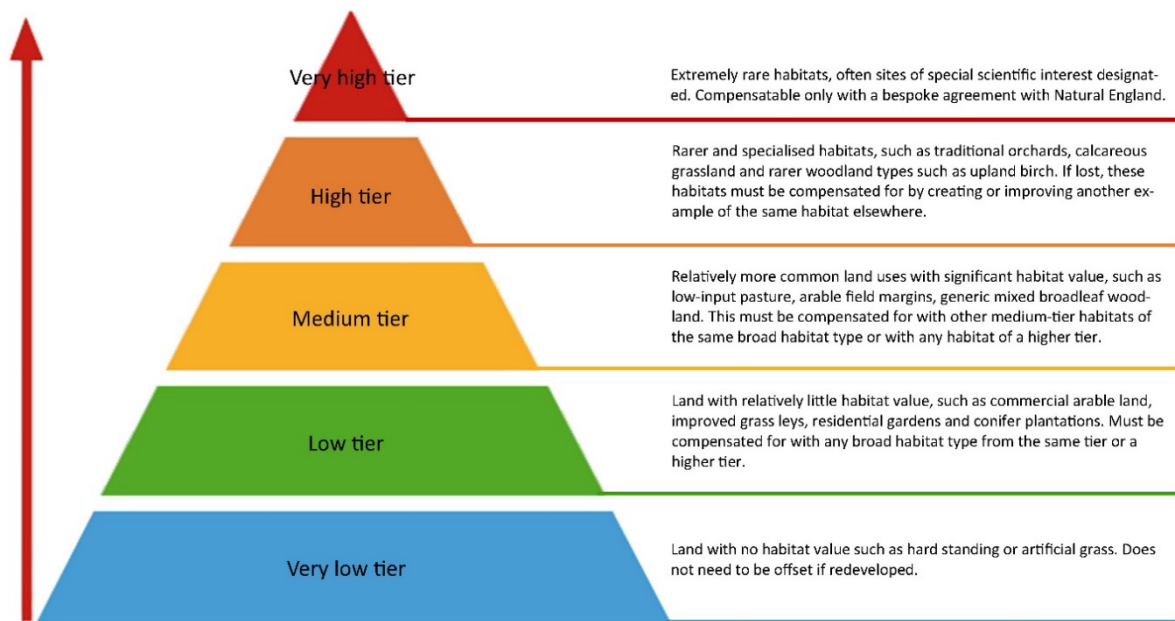 Very high tier
Extremely rare habitats, often sites of special scientific interest designat-
ed. Compensatable only with a bespoke agreement with Natural England.
High tier
Rarer and specialised habitats, such as traditional orchards, calcareous
grassland and rarer woodland types such as upland birch. If lost, these
habitats must be compensated for by creating or improving another ex-
ample of the same habitat elsewhere.
Medium tier
Relatively more common land uses with significant habitat value, such as
low-input pasture, arable field margins, generic mixed broadleaf wood-
land. This must be compensated for with other medium-tier habitats of
the same broad habitat type or with any habitat of a higher tier.
Low tier
Land with relatively little habitat value, such as commercial arable land,
improved grass leys, residential gardens and conifer plantations. Must be
compensated for with any broad habitat type from the same tier or a
higher tier.
Very low tier
Land with no habitat value such as hard standing or artificial grass. Does
not need to be offset if redeveloped.